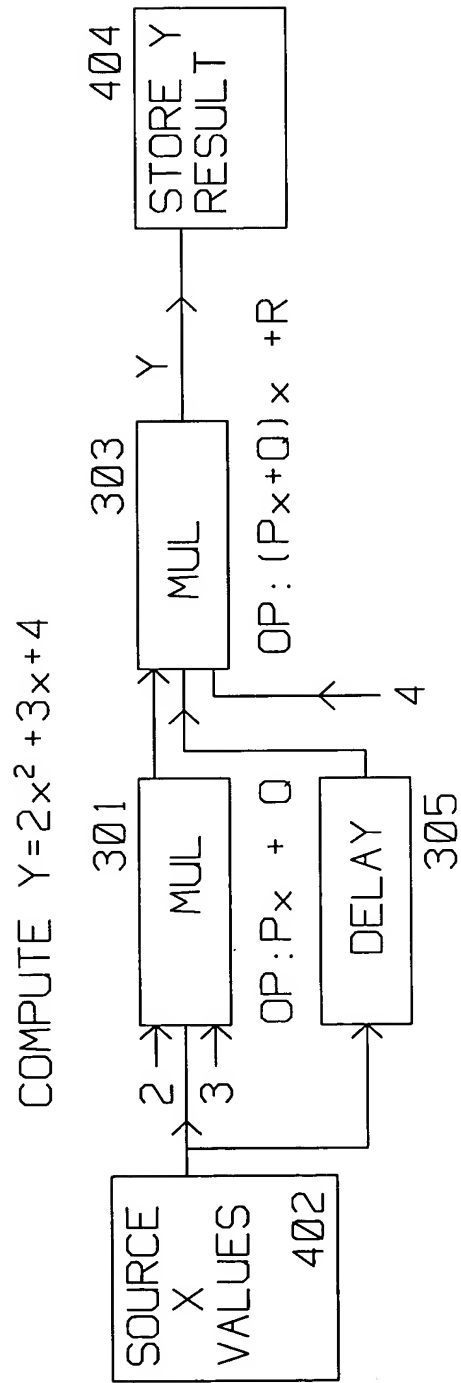 COMPUTE Y=2x² +3x+4
SOURCE
X
VALUES
402
2
3
301
MUL
OP:Px + Q
DELAY
305
303
MUL
OP:(Px+Q)x +R
4
Y
404
STORE Y
RESULT